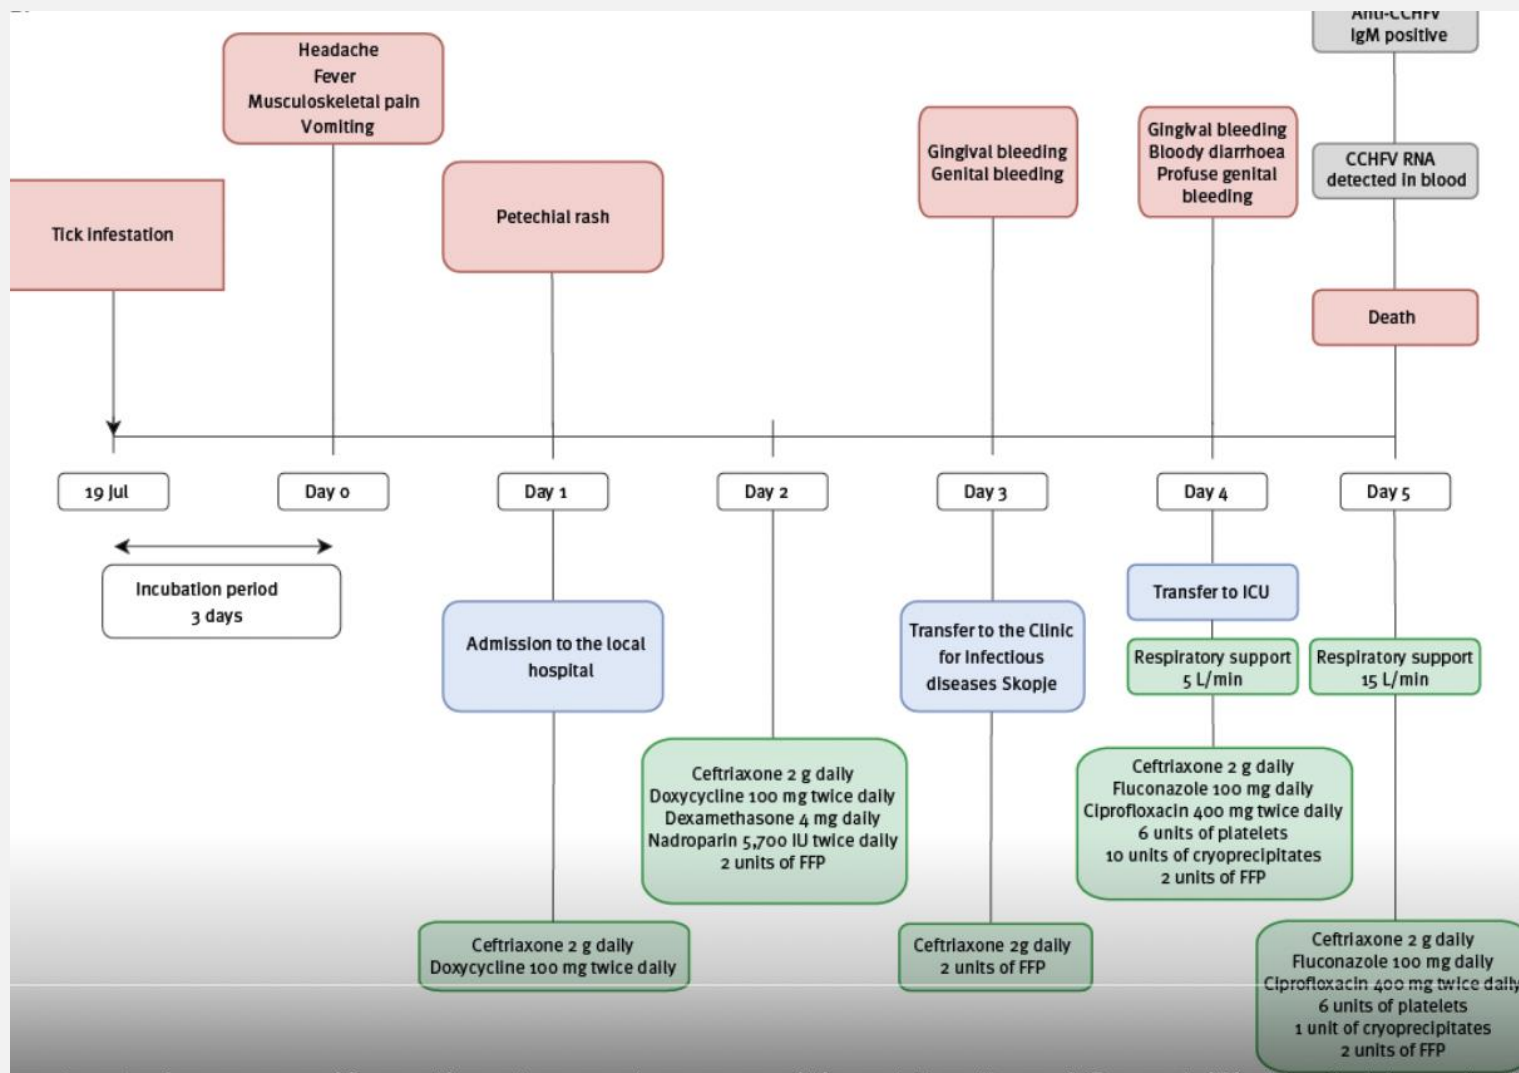 Headache
Fever
Musculoskeletal pain
Vomiting
Tick infestation
Petechial rash
Gingival bleeding
Genital bleeding
Gingival bleeding
Bloody diarrhoea
Profuse genital
bleeding
Anti-CCHFV
IgM positive
CCHFV RNA
detected in blood
Death
19 Jul
Day 0
Day 1
Day 2
Day 3
Day 4
Day 5
Incubation period
3 days
Admission to the local
hospital
Transfer to the Clinic
for Infectious
diseases Skopje
Transfer to ICU
Respiratory support
5 L/min
Respiratory support
15 L/min
Ceftriaxone 2 g daily
Doxycycline 100 mg twice daily
Ceftriaxone 2 g daily
Doxycycline 100 mg twice daily
Dexamethasone 4 mg daily
Nadroparin 5,700 IU twice daily
2 units of FFP
Ceftriaxone 2g daily
2 units of FFP
Ceftriaxone 2 g daily
Fluconazole 100 mg daily
Ciprofloxacin 400 mg twice daily
6 units of platelets
10 units of cryoprecipitates
2 units of FFP
Ceftriaxone 2 g daily
Fluconazole 100 mg daily
Ciprofloxacin 400 mg twice daily
6 units of platelets
1 unit of cryoprecipitates
2 units of FFP